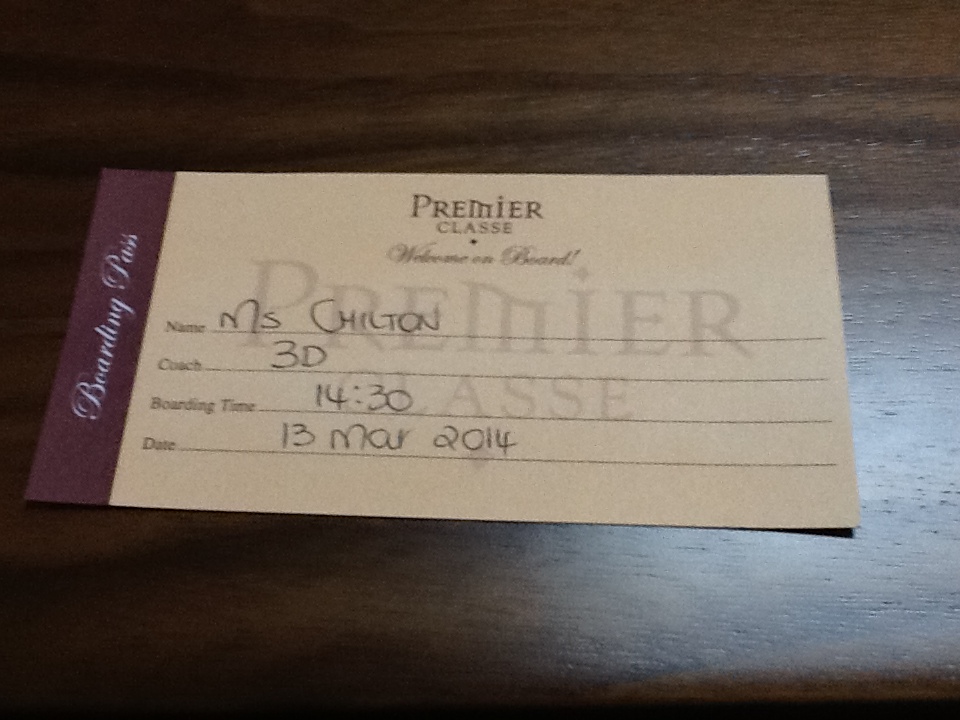 Boarding Pass
PREMIER
CLASSE
Welcome on Board!
PREMIER
CLASSE
Name Ms CHILTON
Coach 3D
Boarding Time 14:30
Date 13 Mar 2014